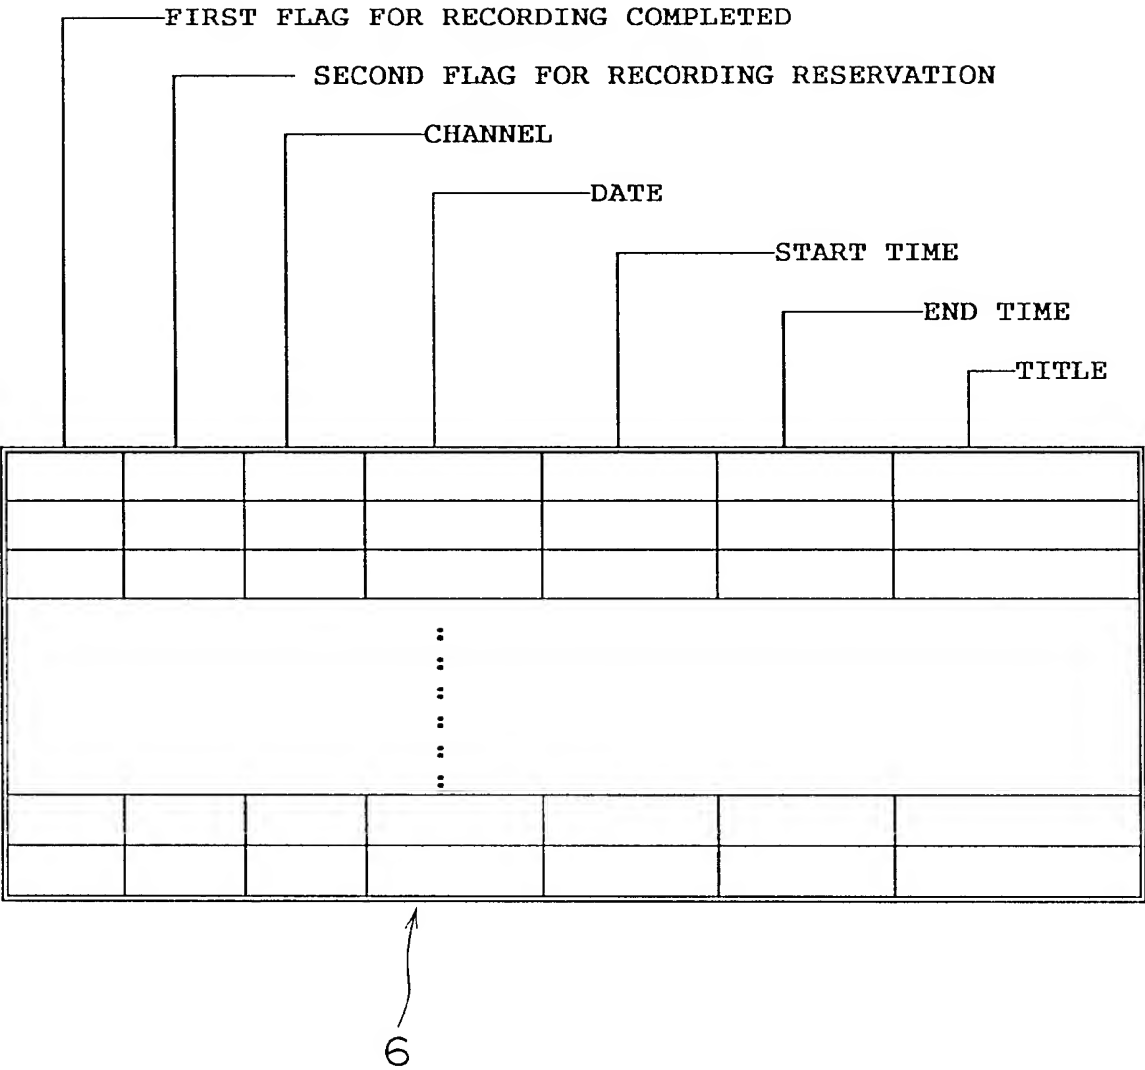 FIRST FLAG FOR RECORDING COMPLETED
SECOND FLAG FOR RECORDING RESERVATION
CHANNEL
DATE
START TIME
END TIME
TITLE
:
:
:
:
:
:
6